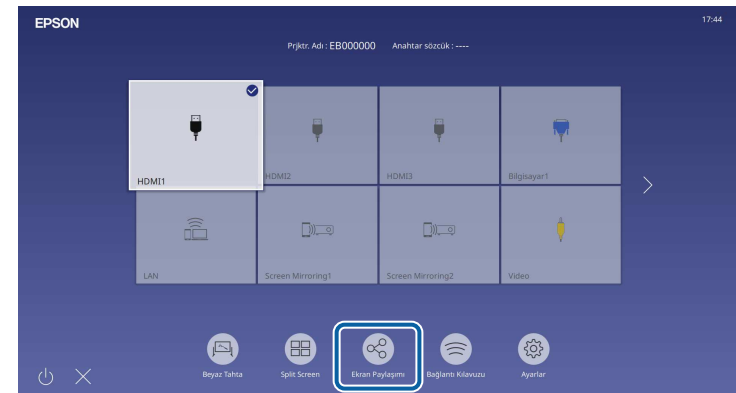 EPSON
17:44
Prjktr. Adı : EB000000 Anahtar sözcük : ----
HDMI1
HDMI2
HDMI3
Bilgisayar1
LAN
Screen Mirroring1
Screen Mirroring2
Video
Beyaz Tahta
Split Screen
Ekran Paylaşımı
Bağlantı Kılavuzu
Ayarlar